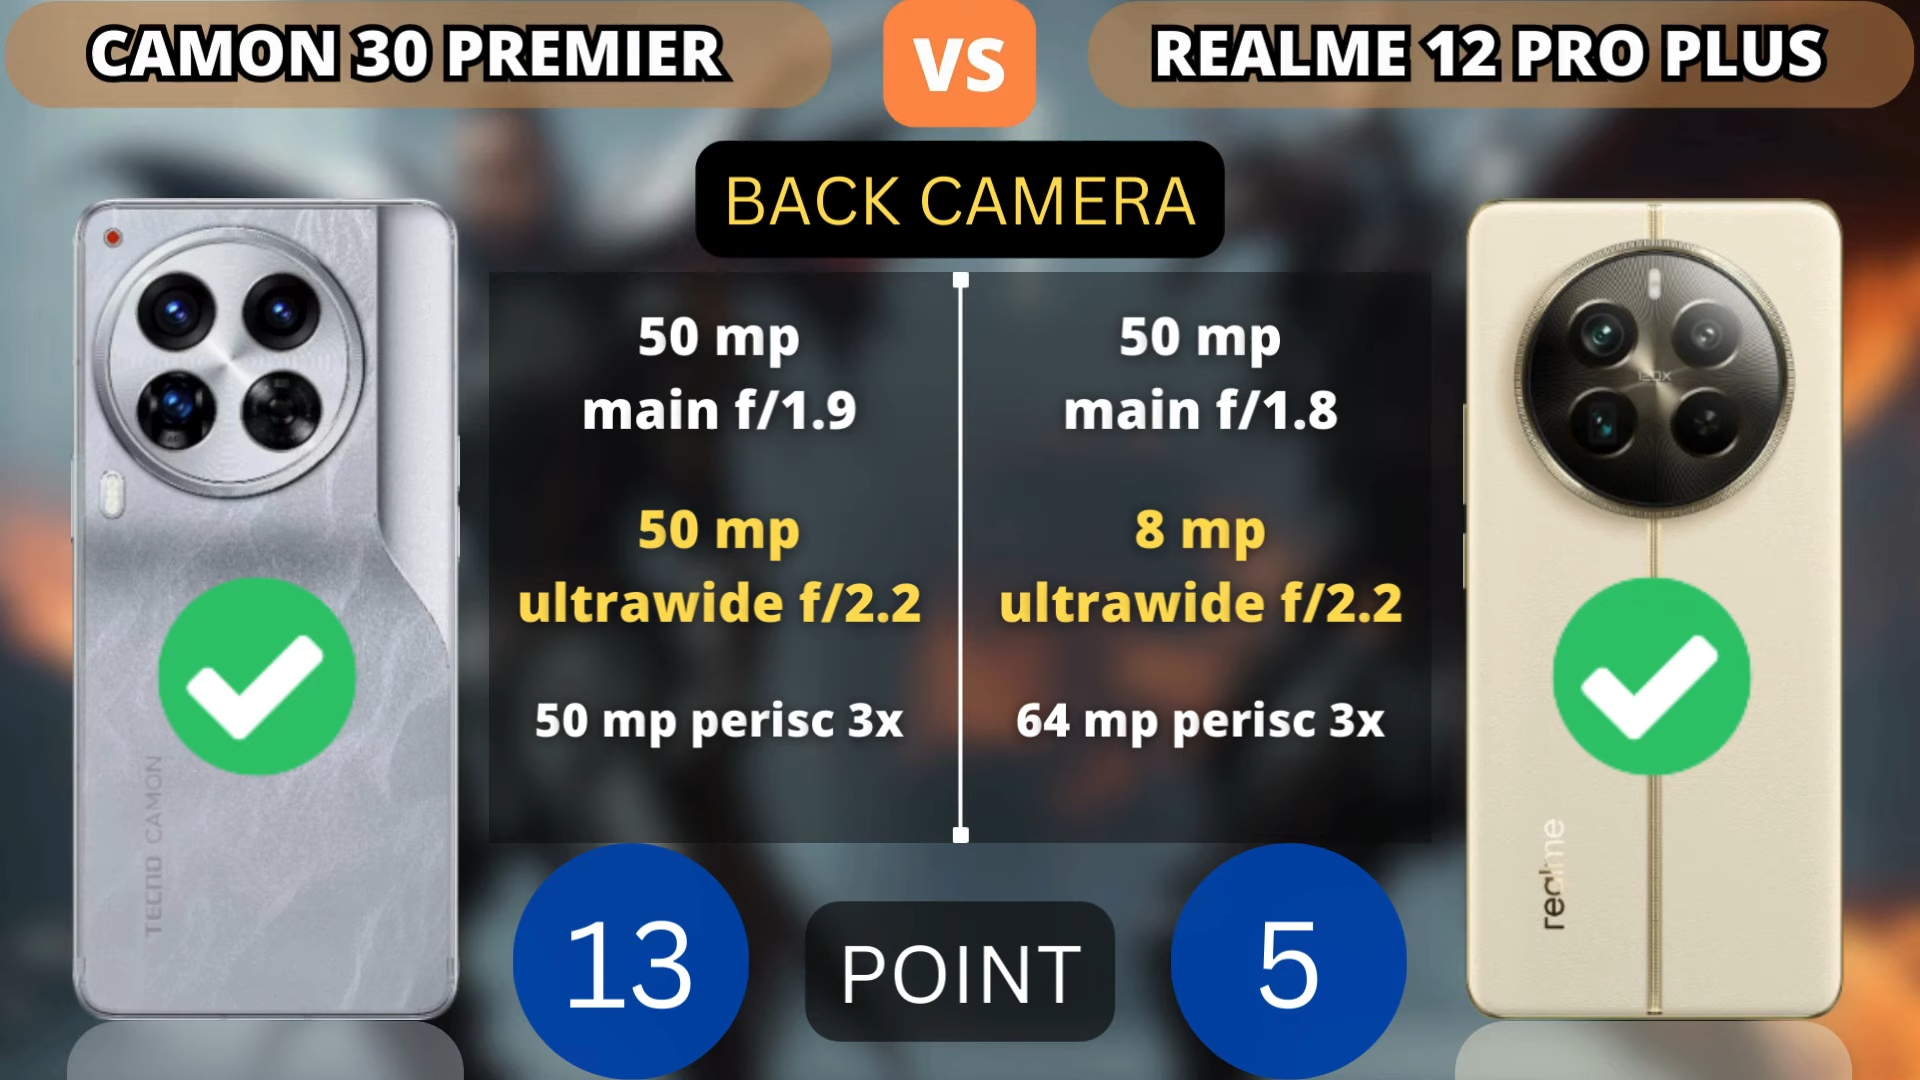 CAMON 30 PREMIER
VS
REALME 12 PRO PLUS
BACK CAMERA
50 mp
main f/1.9
50 mp
ultrawide f/2.2
50 mp perisc 3x
50 mp
main f/1.8
8 mp
ultrawide f/2.2
64 mp perisc 3x
TECNO CAMON
120X
realme
13
POINT
5